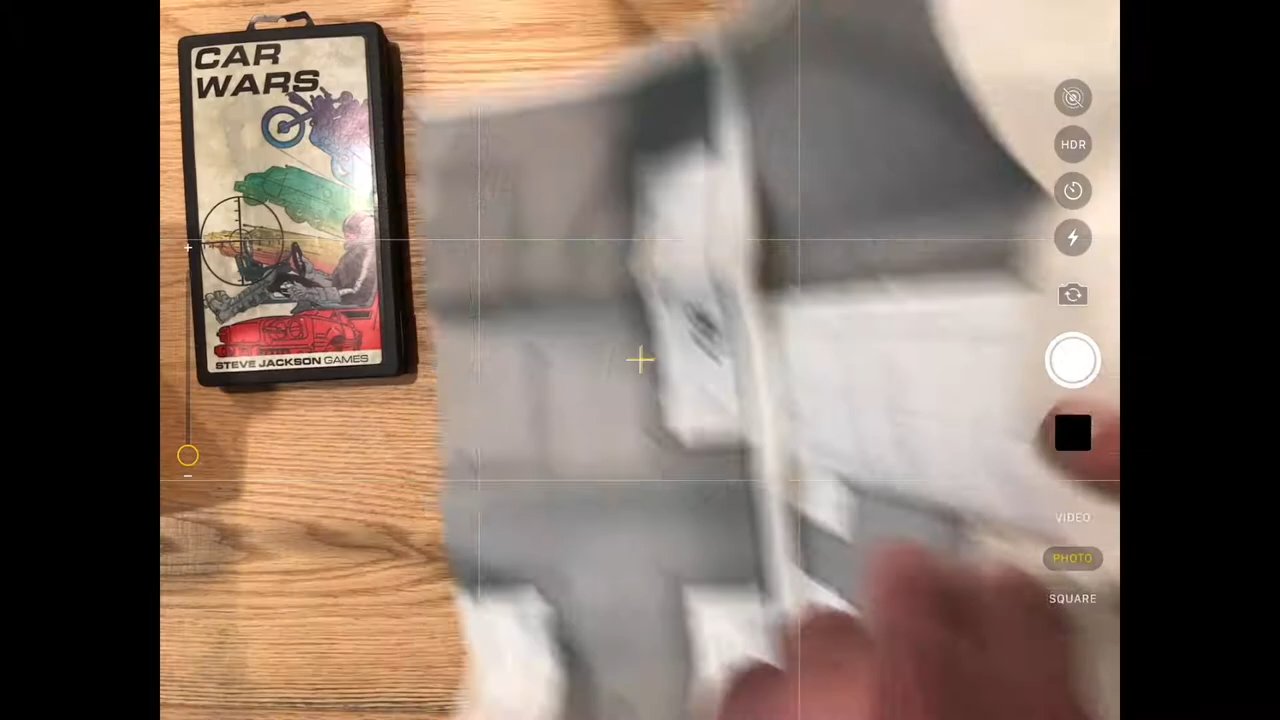 CAR
WARS
STEVE JACKSON GAMES
HDR
VIDEO
PHOTO
SQUARE